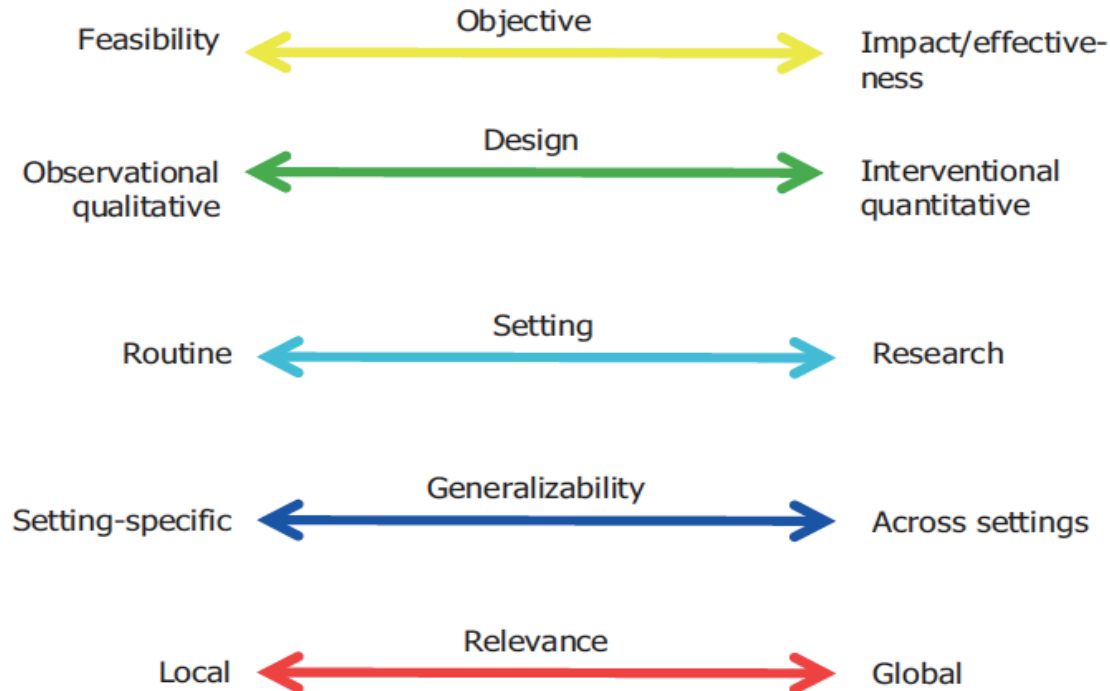 Objective
Feasibility
Impact/effective-
ness
Design
Observational
qualitative
Interventional
quantitative
Setting
Routine
Research
Generalizability
Setting-specific
Across settings
Relevance
Local
Global